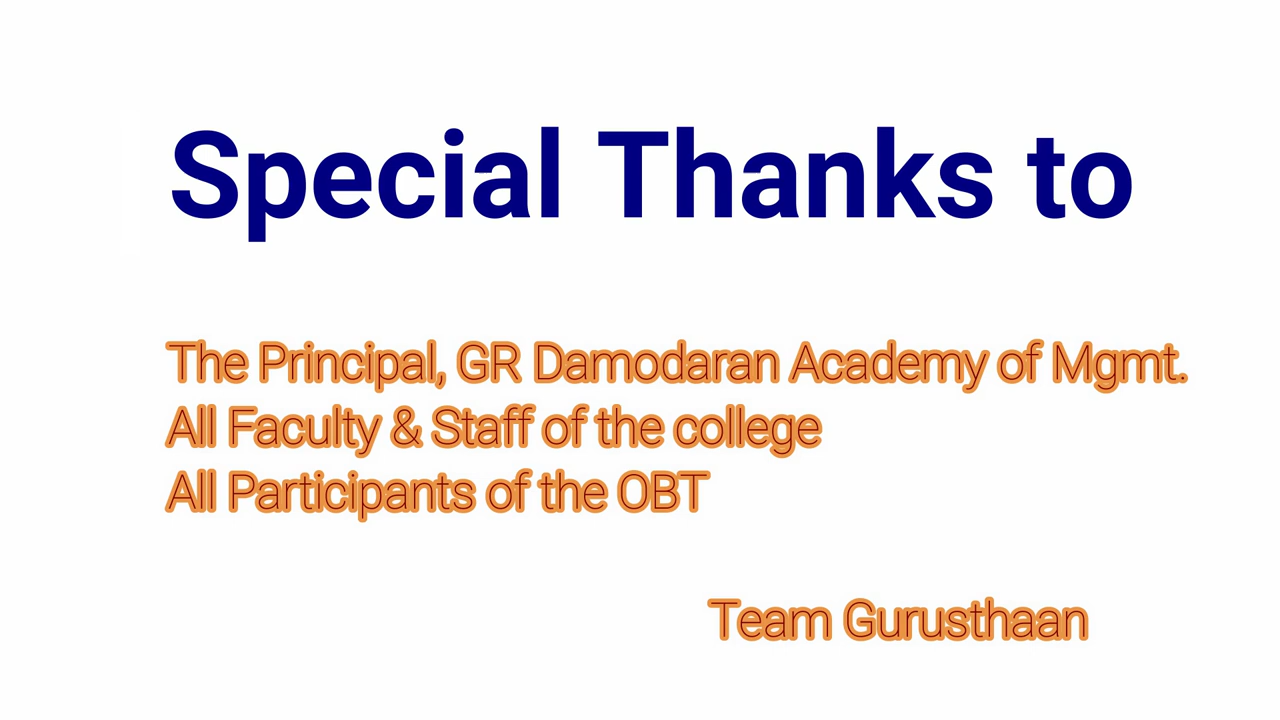 Special Thanks to
The Principal, GR Damodaran Academy of Mgmt.
All Faculty & Staff of the college
All Participants of the OBT
Team Gurusthaan